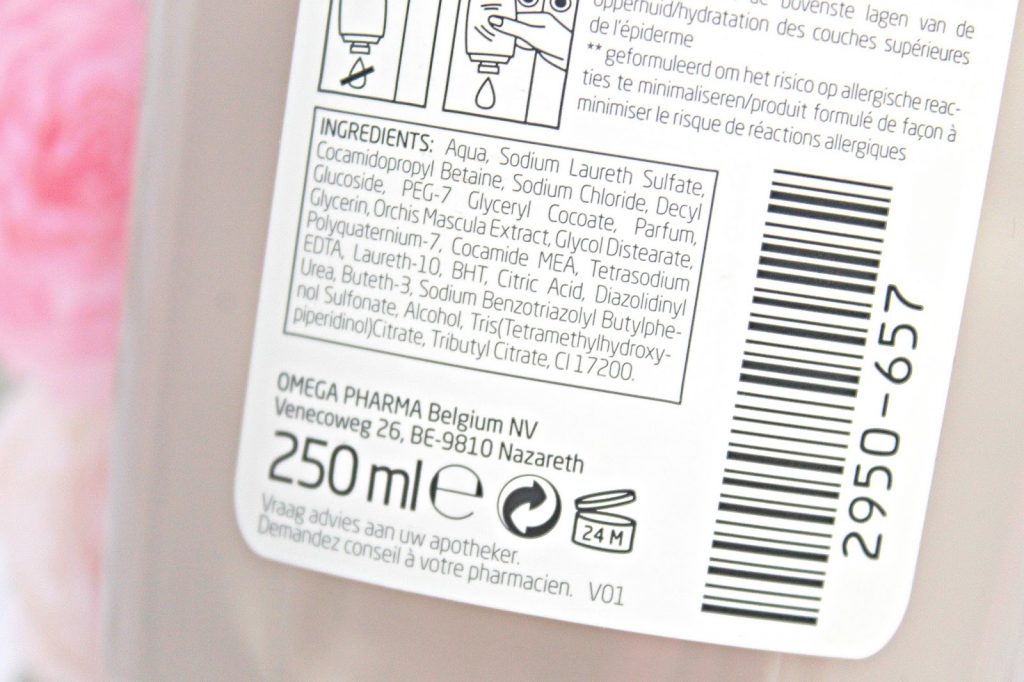 de bovenste lagen van de
opperhuid/hydratation des couches supérieures
de l'épiderme
** geformuleerd om het risico op allergische reac-
ties te minimaliseren/produit formulé de façon à
minimiser le risque de réactions allergiques
INGREDIENTS: Aqua, Sodium Laureth Sulfate,
Cocamidopropyl Betaine, Sodium Chloride, Decyl
Glucoside, PEG-7 Glyceryl Cocoate, Parfum,
Glycerin, Orchis Mascula Extract, Glycol Distearate,
Polyquaternium-7, Cocamide MEA, Tetrasodium
EDTA, Laureth-10, BHT, Citric Acid, Diazolidinyl
Urea, Buteth-3, Sodium Benzotriazolyl Butylphe-
nol Sulfonate, Alcohol, Tris(Tetramethylhydroxy-
piperidinol)Citrate, Tributyl Citrate, CI 17200.
OMEGA PHARMA Belgium NV
Venecoweg 26, BE-9810 Nazareth
250 ml e
24 M
Vraag advies aan uw apotheker.
Demandez conseil à votre pharmacien. V01
2950-657